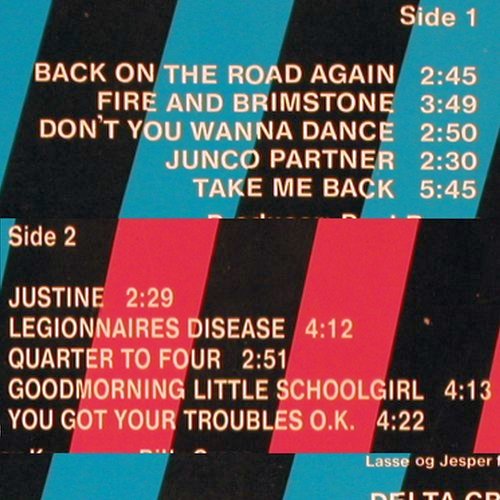 Side 1
BACK ON THE ROAD AGAIN 2:45
FIRE AND BRIMSTONE 3:49
DON'T YOU WANNA DANCE 2:50
JUNCO PARTNER 2:30
TAKE ME BACK 5:45
Side 2
JUSTINE 2:29
LEGIONNAIRES DISEASE 4:12
QUARTER TO FOUR 2:51
GOODMORNING LITTLE SCHOOLGIRL 4:13
YOU GOT YOUR TROUBLES O.K. 4:22
Lasse og Jesper